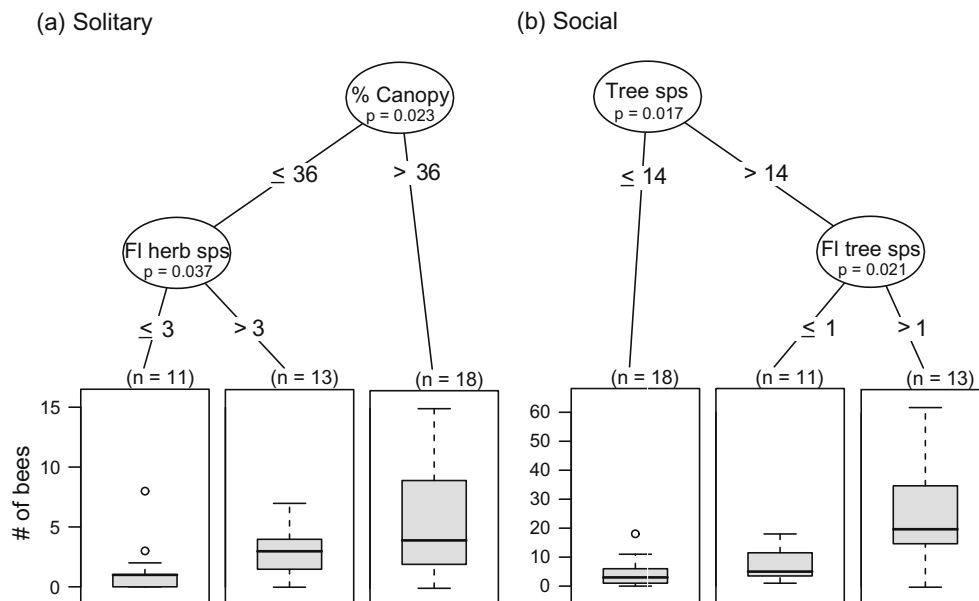 (a) Solitary
(b) Social
% Canopy
p = 0.023
≤ 36
> 36
Fl herb sps
p = 0.037
≤ 3
> 3
Tree sps
p = 0.017
≤ 14
> 14
Fl tree sps
p = 0.021
≤ 1
> 1
(n = 11)
(n = 13)
(n = 18)
(n = 18)
(n = 11)
(n = 13)
# of bees
15
10
5
0
60
50
40
30
20
10
0